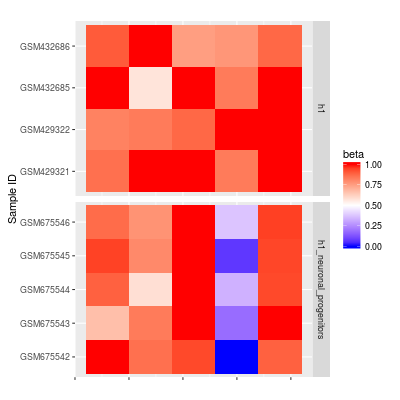 Sample ID
GSM432686
GSM432685
GSM429322
GSM429321
h1
GSM675546
GSM675545
GSM675544
GSM675543
GSM675542
h1_neuronal_progenitors
beta
1.00
0.75
0.50
0.25
0.00